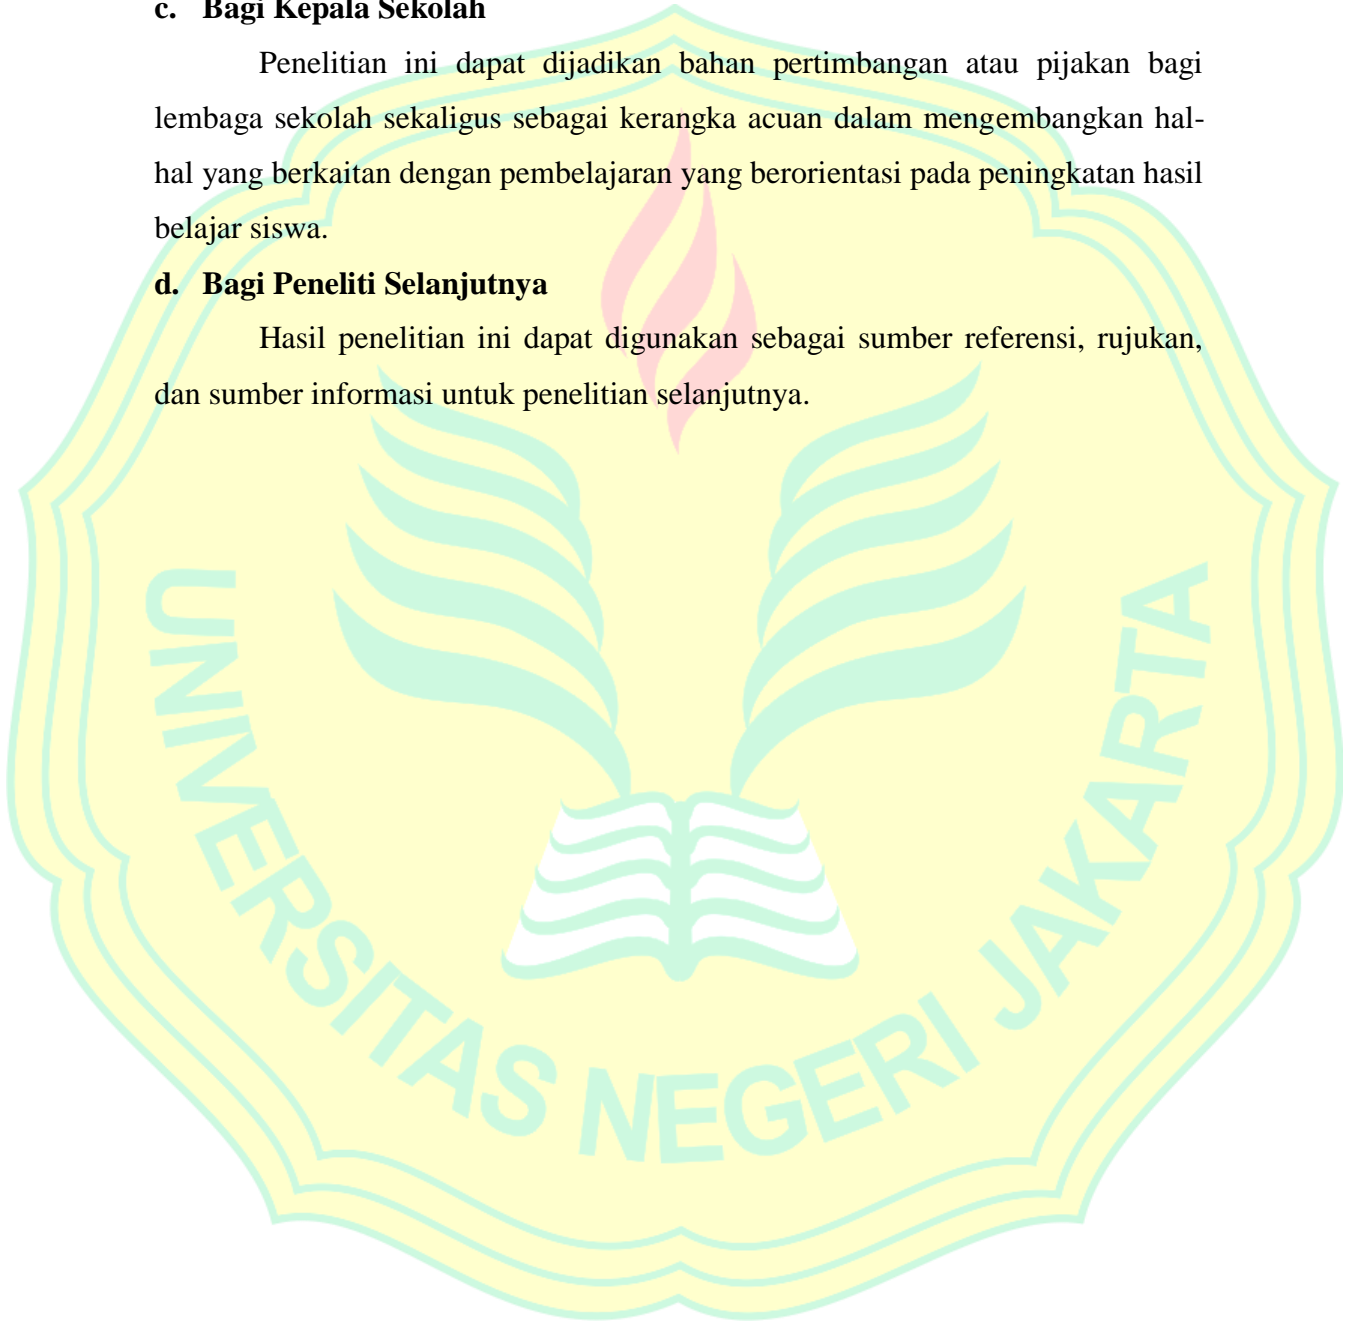 c. Bagi Kepala Sekolah
Penelitian ini dapat dijadikan bahan pertimbangan atau pijakan bagi
lembaga sekolah sekaligus sebagai kerangka acuan dalam mengembangkan hal-
hal yang berkaitan dengan pembelajaran yang berorientasi pada peningkatan hasil
belajar siswa.
d. Bagi Peneliti Selanjutnya
Hasil penelitian ini dapat digunakan sebagai sumber referensi, rujukan,
dan sumber informasi untuk penelitian selanjutnya.
UNIVERSITAS NEGERI JAKARTA